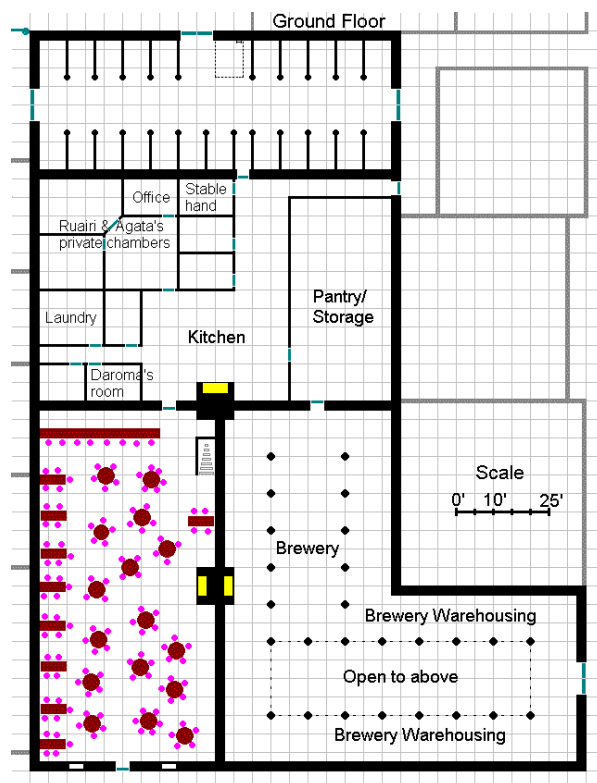 Ground Floor
Office
Stable
hand
Ruairi & Agata's
private chambers
Pantry/
Storage
Laundry
Kitchen
Daroma's
room
Scale
0' 10' 25'
Brewery
Brewery Warehousing
Open to above
Brewery Warehousing